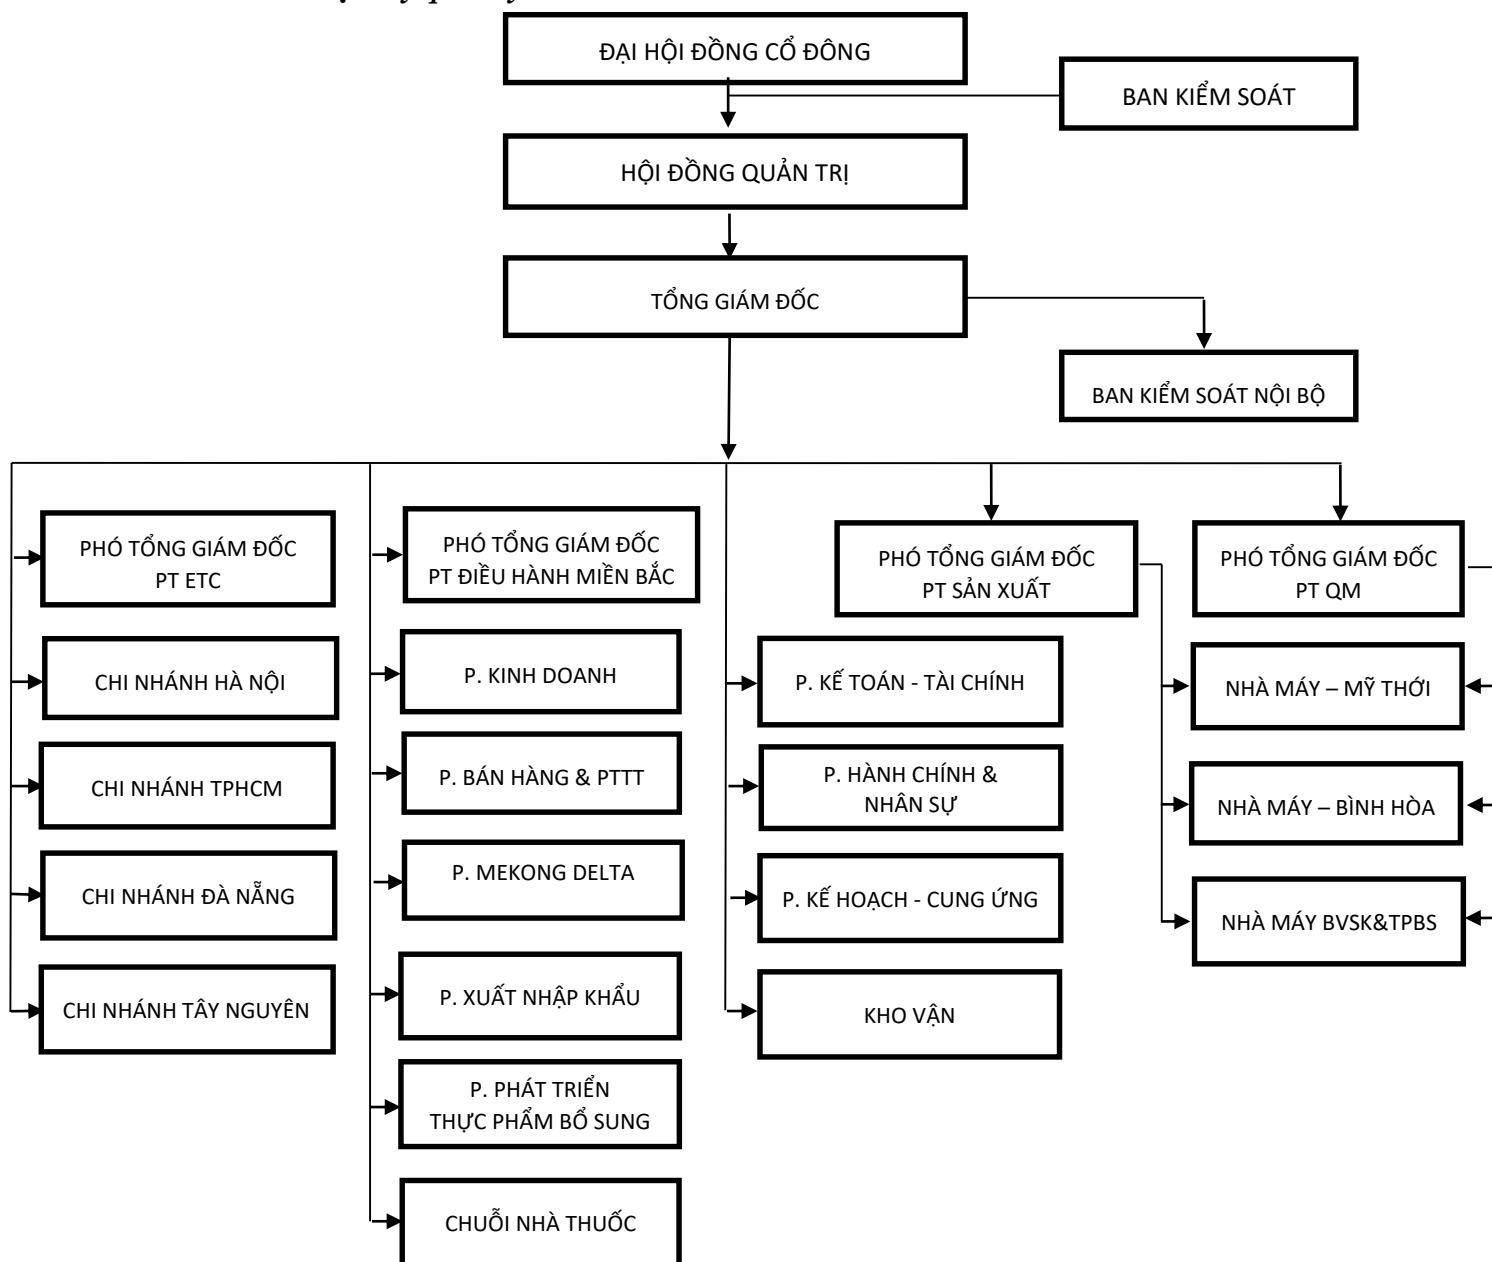 ĐẠI HỘI ĐỒNG CỔ ĐÔNG
BAN KIỂM SOÁT
HỘI ĐỒNG QUẢN TRỊ
TỔNG GIÁM ĐỐC
BAN KIỂM SOÁT NỘI BỘ
PHÓ TỔNG GIÁM ĐỐC
PT ETC
CHI NHÁNH HÀ NỘI
CHI NHÁNH TPHCM
CHI NHÁNH ĐÀ NẴNG
CHI NHÁNH TÂY NGUYÊN
PHÓ TỔNG GIÁM ĐỐC
PT ĐIỀU HÀNH MIỀN BẮC
P. KINH DOANH
P. BÁN HÀNG & PTTT
P. MEKONG DELTA
P. XUẤT NHẬP KHẨU
P. PHÁT TRIỂN
THỰC PHẨM BỔ SUNG
CHUỖI NHÀ THUỐC
P. KẾ TOÁN - TÀI CHÍNH
P. HÀNH CHÍNH &
NHÂN SỰ
P. KẾ HOẠCH - CUNG ỨNG
KHO VẬN
PHÓ TỔNG GIÁM ĐỐC
PT SẢN XUẤT
PHÓ TỔNG GIÁM ĐỐC
PT QM
NHÀ MÁY – MỸ THỚI
NHÀ MÁY – BÌNH HÒA
NHÀ MÁY BVSK&TPBS